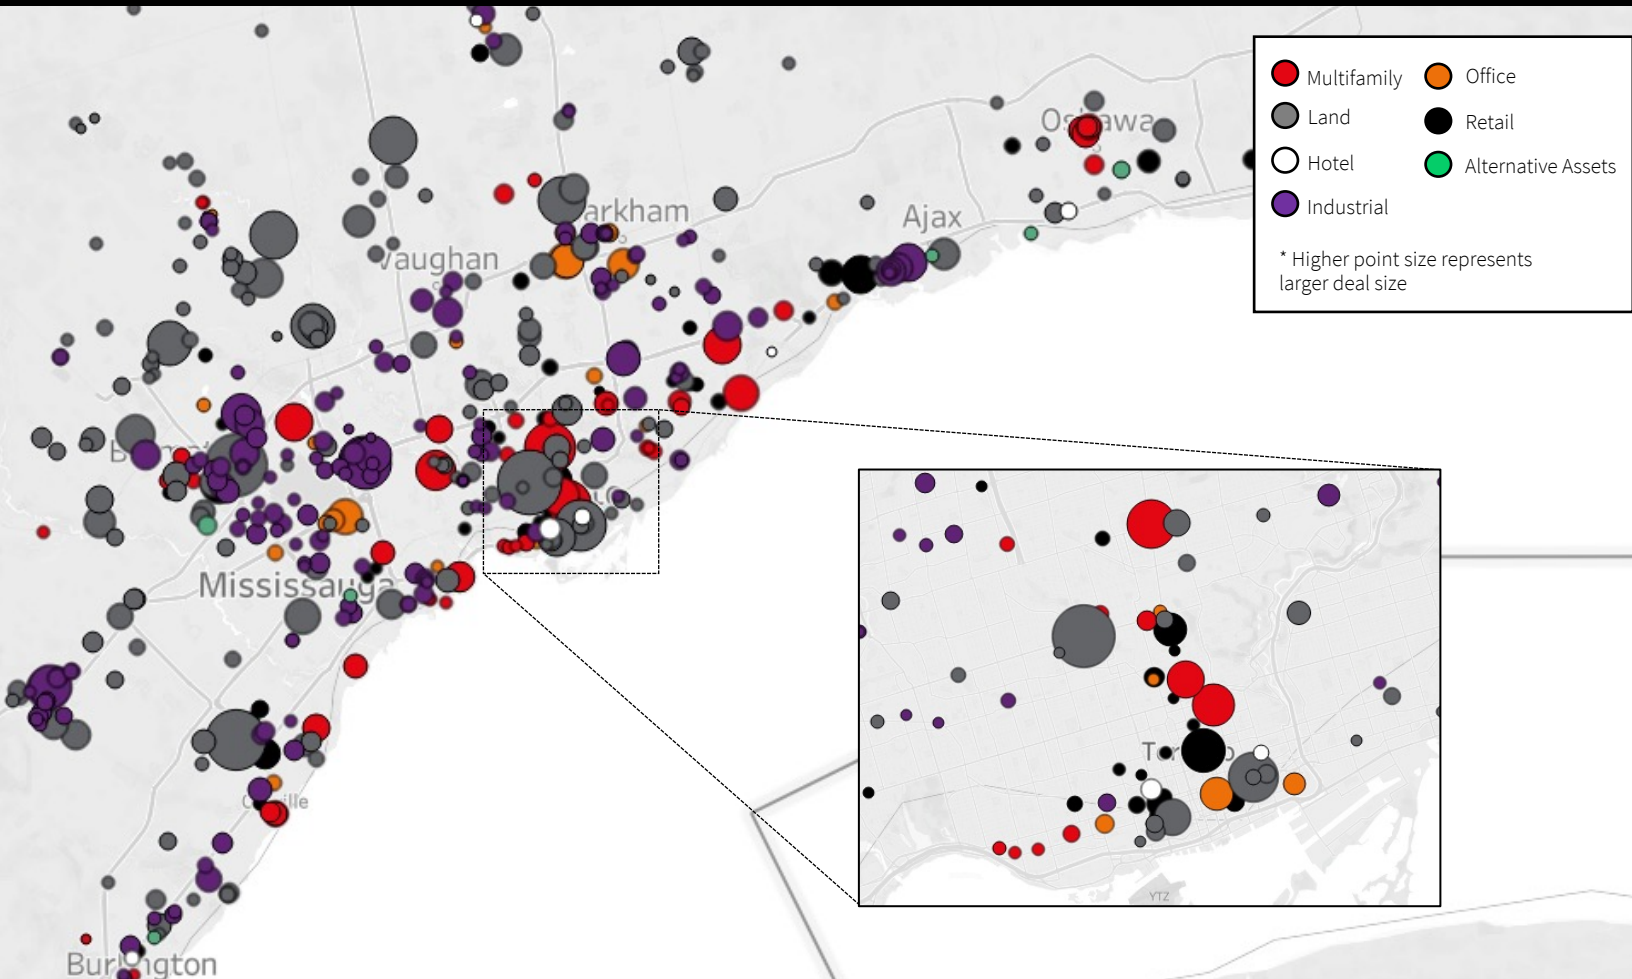 Multifamily
Office
Land
Retail
Hotel
Alternative Assets
Industrial
* Higher point size represents
larger deal size
arkham
Ajax
Vaughan
Mississauga
YTZ